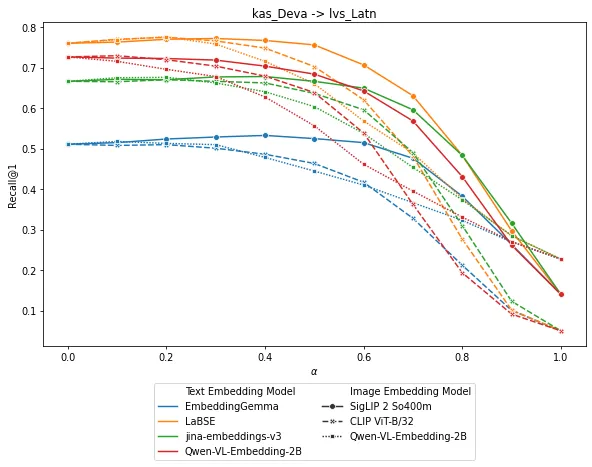 kas_Deva -> lvs_Latn
Recall@1
0.8
0.7
0.6
0.5
0.4
0.3
0.2
0.1
0.0 0.2 0.4 0.6 0.8 1.0
α
Text Embedding Model Image Embedding Model
EmbeddingGemma SigLIP 2 So400m
LaBSE CLIP ViT-B/32
jina-embeddings-v3 Qwen-VL-Embedding-2B
Qwen-VL-Embedding-2B